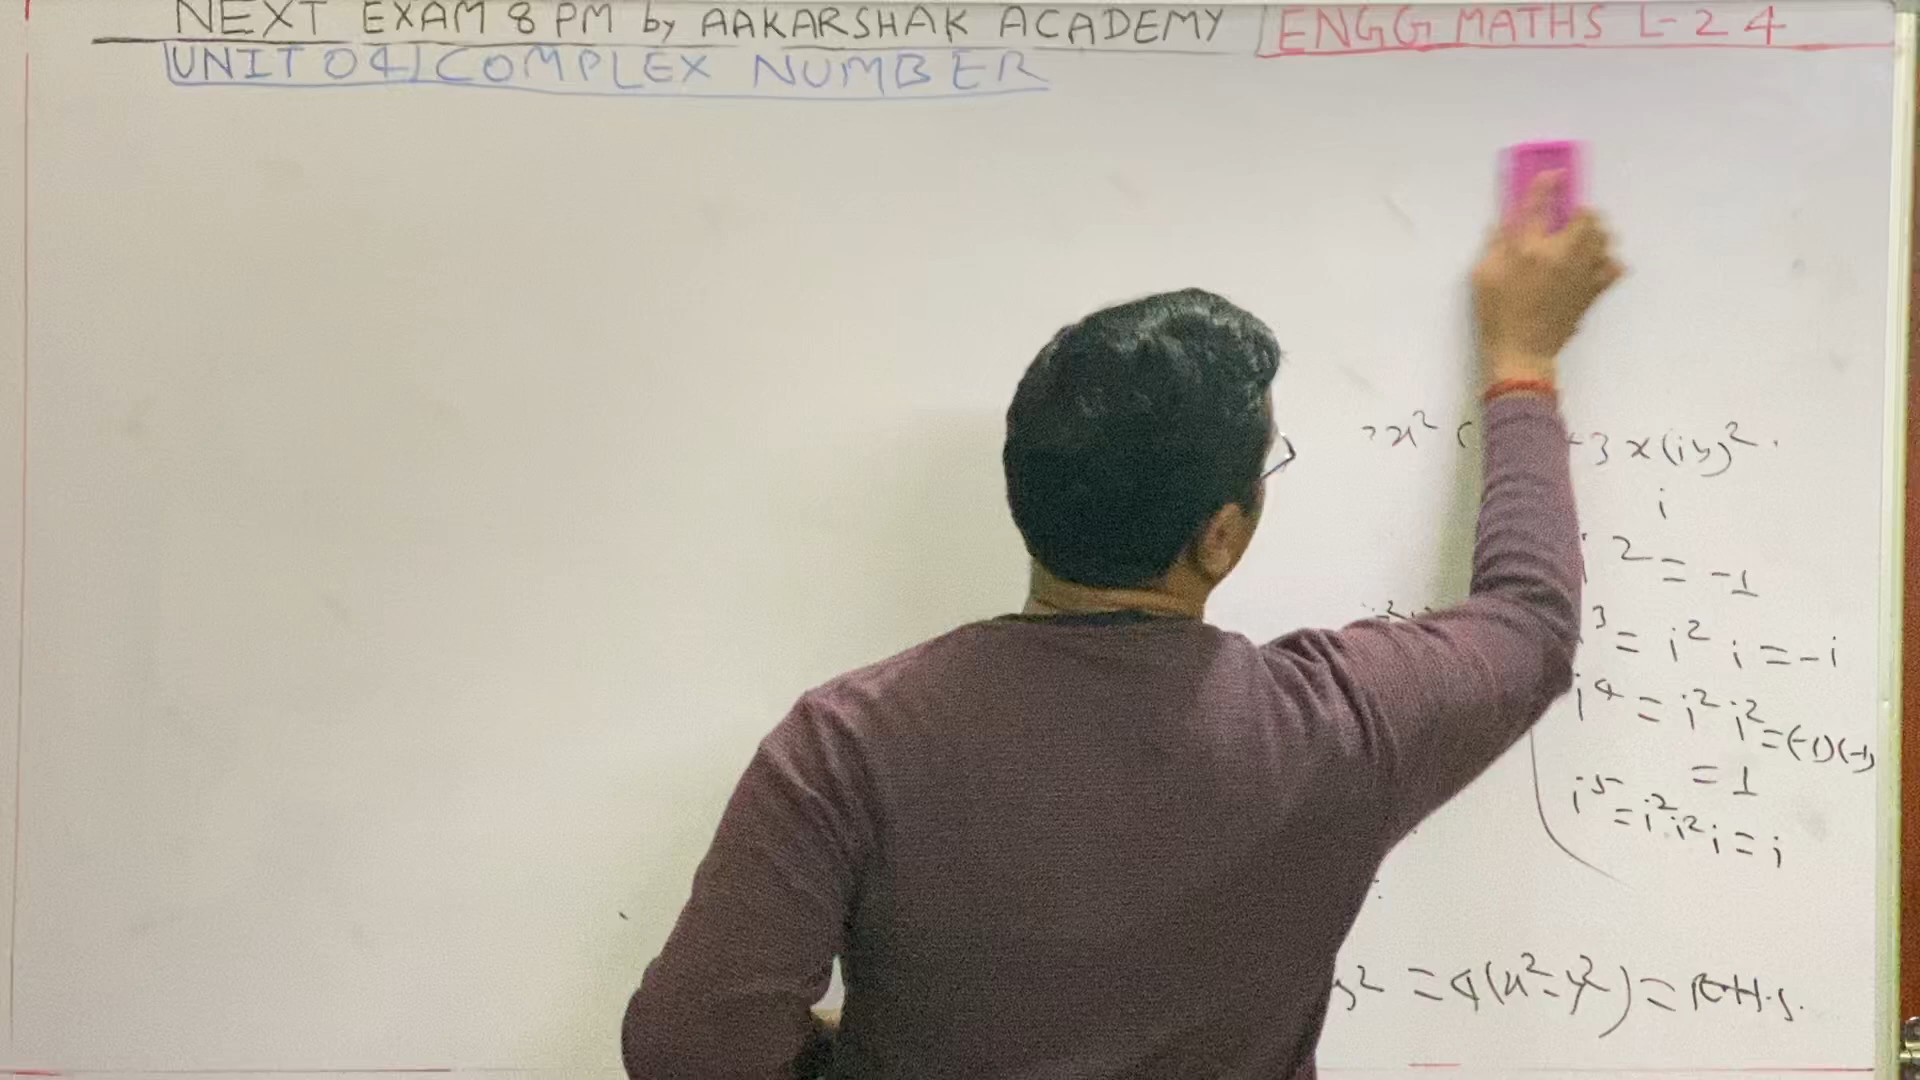 NEXT EXAM 8 PM by AAKARSHAK ACADEMY ENGG MATHS L-24
UNIT 04 COMPLEX NUMBER
+3x(iy)².
i
i² = -1
i³ = i² i = -i
i⁴ = i² i² = (-1)(-1)
= 1
i⁵ = i² i² i = i
y² = 4(x²-y²) = R.H.S.